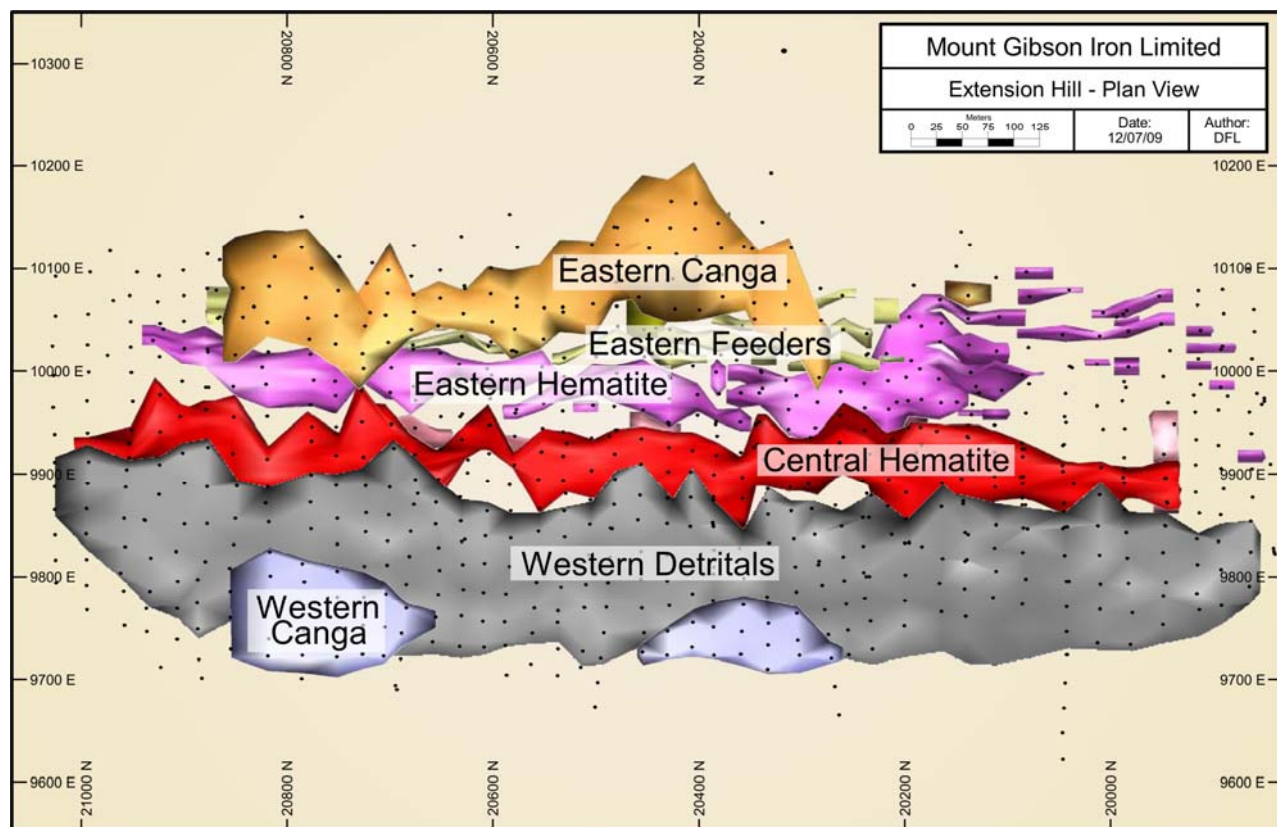 20800 N
20600 N
20400 N
Mount Gibson Iron Limited
Extension Hill - Plan View
Meters
0 25 50 75 100 125
Date:
12/07/09
Author:
DFL
10300 E
10200 E
10200 E
10100 E
10100 E
Eastern Canga
Eastern Feeders
10000 E
10000 E
Eastern Hematite
Central Hematite
9900 E
9900 E
Western Detritals
9800 E
9800 E
Western
Canga
9700 E
9700 E
9600 E
9600 E
21000 N
20800 N
20600 N
20400 N
20200 N
20000 N